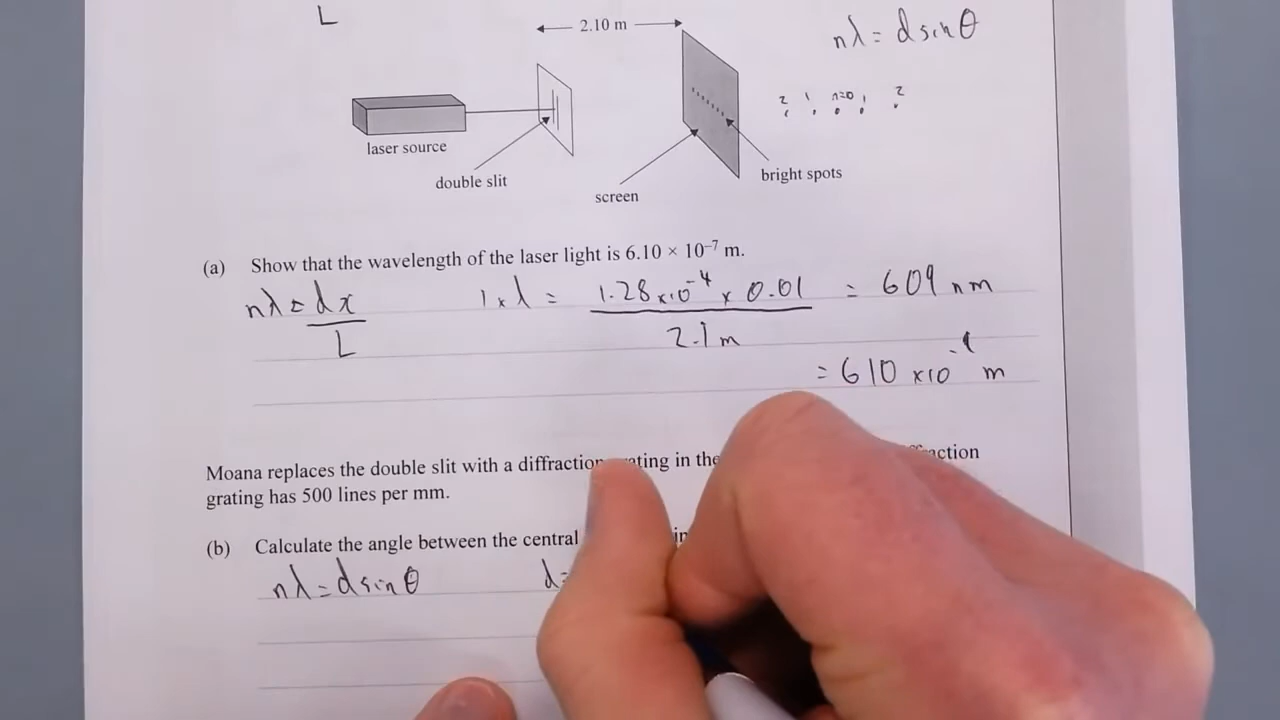 L
2.10 m
nλ = d sin θ
2 1 n=0 1 2
laser source
double slit
screen
bright spots
(a) Show that the wavelength of the laser light is 6.10 × 10⁻⁷ m.
nλ = dx / L
1 × λ = 1.28 × 10⁻⁴ × 0.01 / 2.1 m = 609 nm
= 610 × 10 m
Moana replaces the double slit with a diffraction grating in the
grating has 500 lines per mm.
(b) Calculate the angle between the central
nλ = d sin θ d =